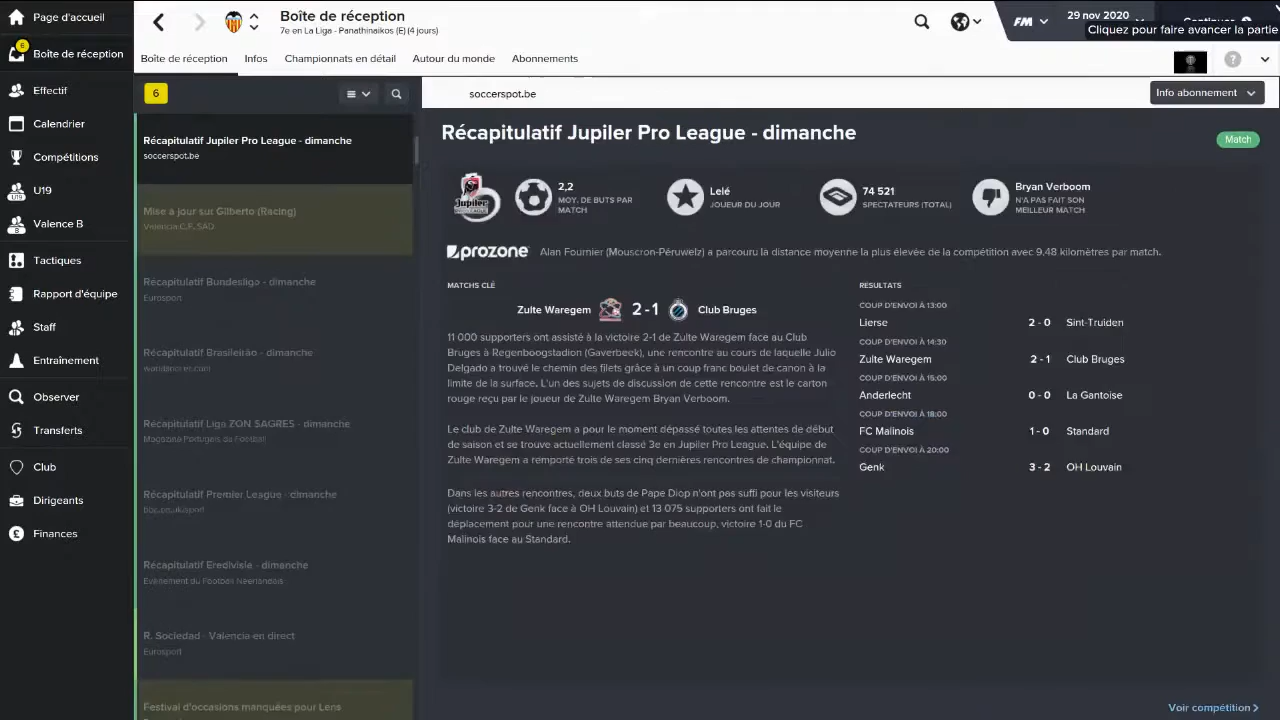 Page d'accueil
6
Boîte de réception
Effectif
Calendrier
Compétitions
U19
U19
Valence B
B
Tactiques
Rapport d'équipe
Staff
Entraînement
Observer
Transferts
Club
Dirigeants
Finances
Boîte de réception
7e en La Liga - Panathinaikos (E) (4 jours)
FM
29 nov 2020
Cliquez pour faire avancer la partie
Boîte de réception
Infos
Championnats en détail
Autour du monde
Abonnements
6
Récapitulatif Jupiler Pro League - dimanche
soccerspot.be
Mise à jour sur Gilberto (Racing)
Valencia C.F. SAD
Récapitulatif Bundesliga - dimanche
Eurosport
Récapitulatif Brasileirão - dimanche
Récapitulatif Liga ZON SAGRES - dimanche
Magazine Portugais du Football
Récapitulatif Premier League - dimanche
Récapitulatif Eredivisie - dimanche
Evénement du Football Néerlandais
R. Sociedad - Valencia en direct
Eurosport
Festival d'occasions manquées pour Lens
soccerspot.be
Info abonnement
Récapitulatif Jupiler Pro League - dimanche
Match
Jupiler
2,2
MOY. DE BUTS PAR
MATCH
Lelé
JOUEUR DU JOUR
74 521
SPECTATEURS (TOTAL)
Bryan Verboom
N'A PAS FAIT SON
MEILLEUR MATCH
prozone
Alan Fournier (Mouscron-Péruwelz) a parcouru la distance moyenne la plus élevée de la compétition avec 9,48 kilomètres par match.
MATCHS CLÉ
Zulte Waregem 2-1 Club Bruges
11 000 supporters ont assisté à la victoire 2-1 de Zulte Waregem face au Club
Bruges à Regenboogstadion (Gaverbeek), une rencontre au cours de laquelle Julio
Delgado a trouvé le chemin des filets grâce à un coup franc boulet de canon à la
limite de la surface. L'un des sujets de discussion de cette rencontre est le carton
rouge reçu par le joueur de Zulte Waregem Bryan Verboom.
Le club de Zulte Waregem a pour le moment dépassé toutes les attentes de début
de saison et se trouve actuellement classé 3e en Jupiler Pro League. L'équipe de
Zulte Waregem a remporté trois de ses cinq dernières rencontres de championnat.
Dans les autres rencontres, deux buts de Pape Diop n'ont pas suffi pour les visiteurs
(victoire 3-2 de Genk face à OH Louvain) et 13 075 supporters ont fait le
déplacement pour une rencontre attendue par beaucoup, victoire 1-0 du FC
Malinois face au Standard.
RÉSULTATS
COUP D'ENVOI À 13:00
Lierse 2 - 0 Sint-Truiden
COUP D'ENVOI À 14:30
Zulte Waregem 2 - 1 Club Bruges
COUP D'ENVOI À 15:00
Anderlecht 0 - 0 La Gantoise
COUP D'ENVOI À 18:00
FC Malinois 1 - 0 Standard
COUP D'ENVOI À 20:00
Genk 3 - 2 OH Louvain
Voir compétition >